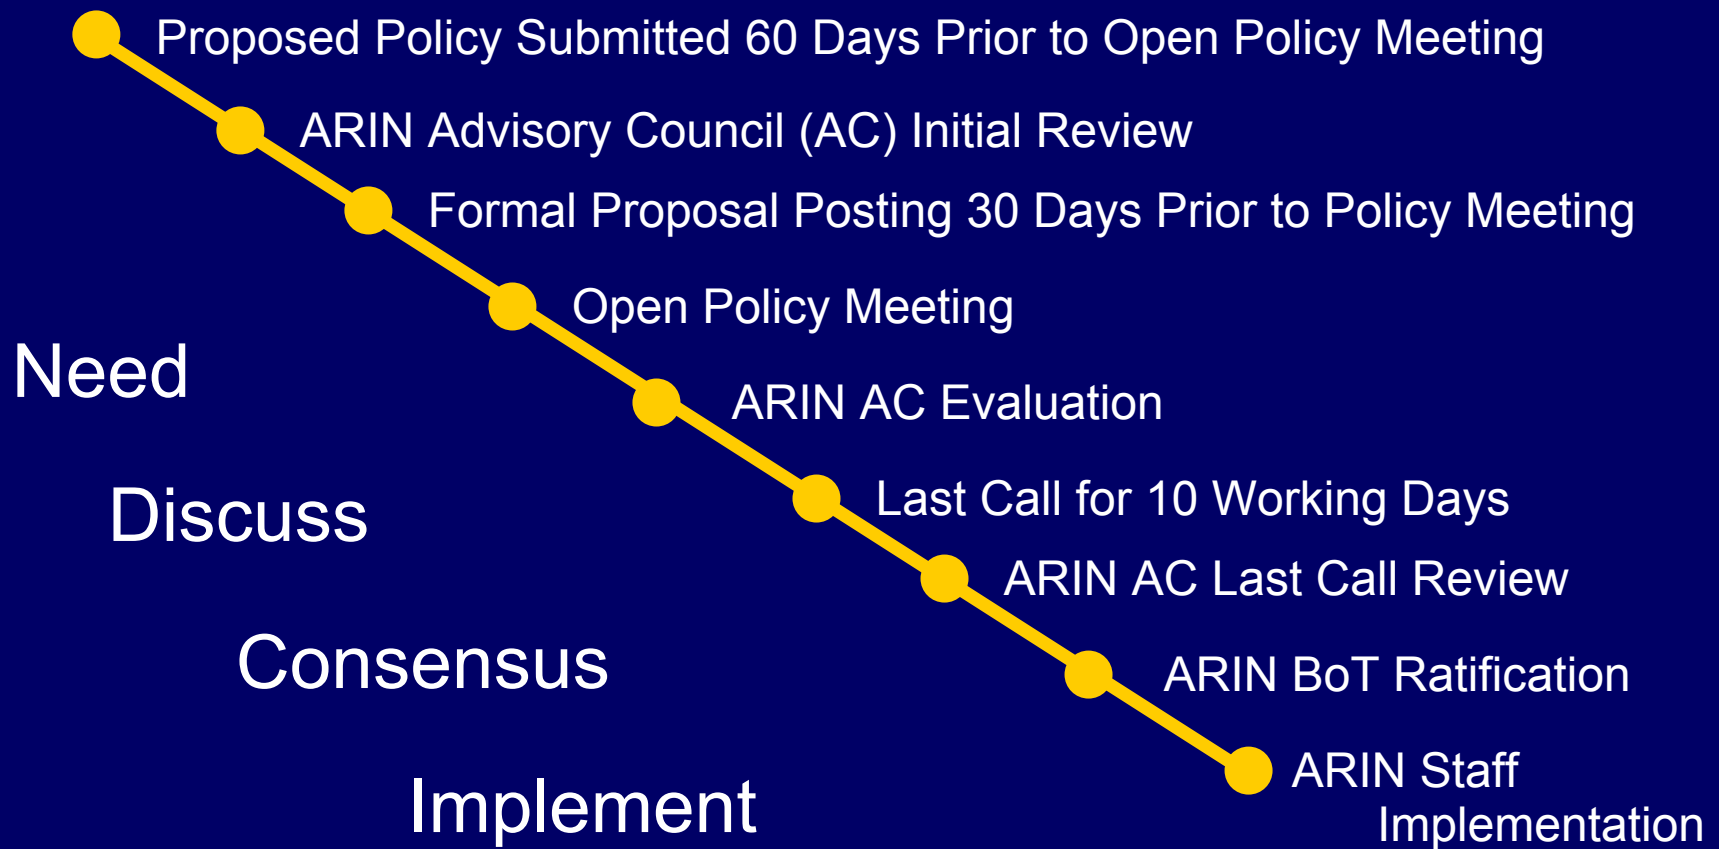 Proposed Policy Submitted 60 Days Prior to Open Policy Meeting
ARIN Advisory Council (AC) Initial Review
Formal Proposal Posting 30 Days Prior to Policy Meeting
Open Policy Meeting
ARIN AC Evaluation
Last Call for 10 Working Days
ARIN AC Last Call Review
ARIN BoT Ratification
ARIN Staff
Implementation
Need
Discuss
Consensus
Implement